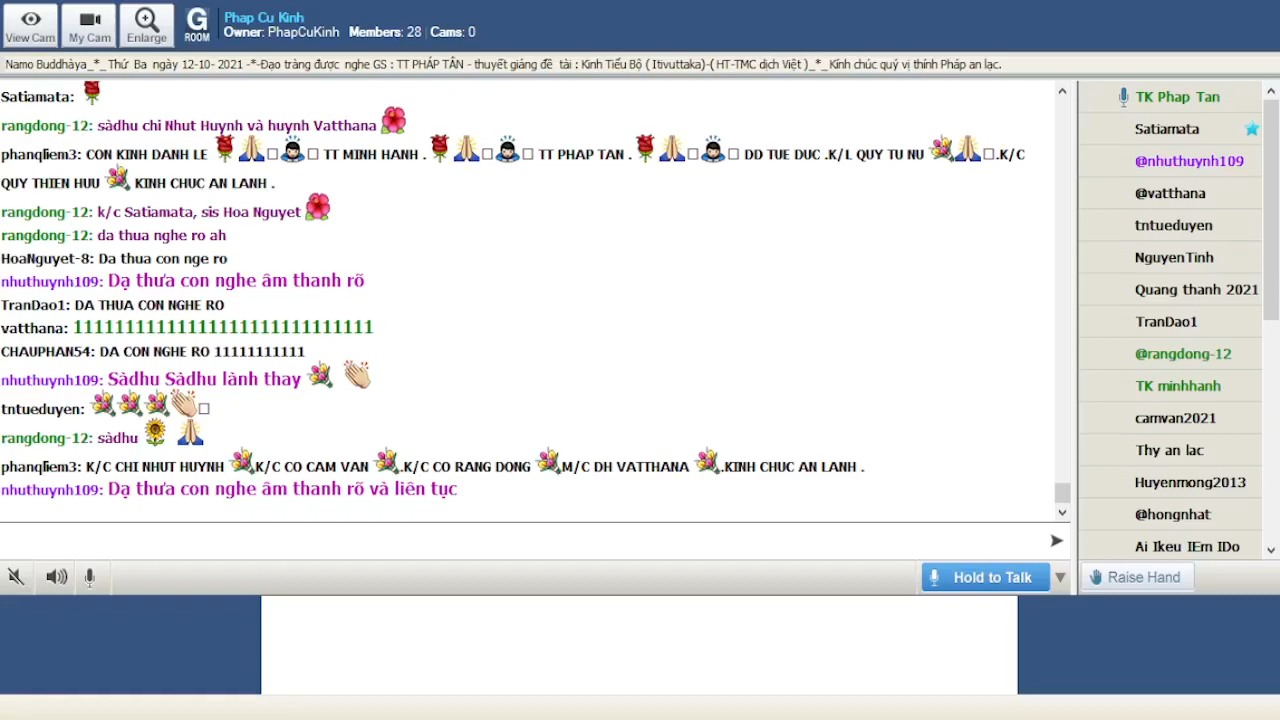 View Cam
My Cam
Enlarge
G
ROOM
Phap Cu Kinh
Owner: PhapCuKinh Members: 28 Cams: 0
Namo Buddhàya_*_Thứ Ba ngày 12-10- 2021 -*-Đạo tràng được nghe GS : TT PHÁP TÂN - thuyết giảng đề tài : Kinh Tiểu Bộ ( Itivuttaka)-( HT-TMC dịch Việt )_*_ Kính chúc quý vị thính Pháp an lạc.
Satiamata:
rangdong-12: sàdhu chi Nhut Huynh và huynh Vatthana
phanqliem3: CON KINH DANH LE TT MINH HANH . TT PHAP TAN . DD TUE DUC .K/L QUY TU NU .K/C
QUY THIEN HUU KINH CHUC AN LANH .
rangdong-12: k/c Satiamata, sis Hoa Nguyet
rangdong-12: da thua nghe ro ah
HoaNguyet-8: Da thua con nge ro
nhuthuynh109: Dạ thưa con nghe âm thanh rõ
TranDao1: DA THUA CON NGHE RO
vatthana: 11111111111111111111111111111
CHAUPHAN54: DA CON NGHE RO 11111111111
nhuthuynh109: Sàdhu Sàdhu lành thay
tntueduyen:
rangdong-12: sàdhu
phanqliem3: K/C CHI NHUT HUYNH .K/C CO CAM VAN .K/C CO RANG DONG .M/C DH VATTHANA .KINH CHUC AN LANH .
nhuthuynh109: Dạ thưa con nghe âm thanh rõ và liên tục
Hold to Talk
TK Phap Tan
Satiamata
@nhuthuynh109
@vatthana
tntueduyen
NguyenTinh
Quang thanh 2021
TranDao1
@rangdong-12
TK minhhanh
camvan2021
Thy an lac
Huyenmong2013
@hongnhat
Ai Ikeu IEm IDo
Raise Hand